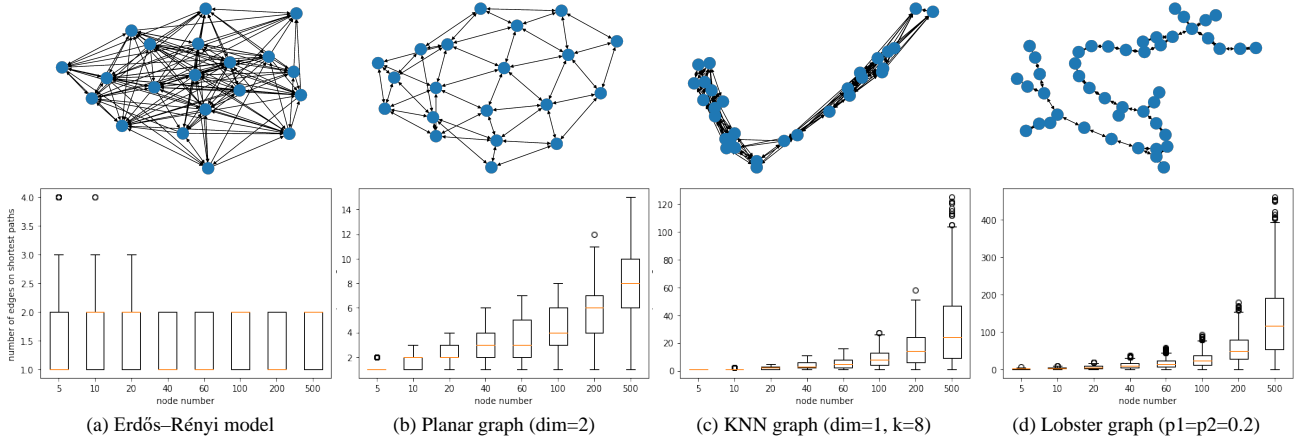 4.0
3.5
3.0
2.5
2.0
1.5
1.0
number of edges on shortest paths
5 10 20 40 60 100 200 500
node number
14
12
10
8
6
4
2
5 10 20 40 60 100 200 500
node number
120
100
80
60
40
20
0
5 10 20 40 60 100 200 500
node number
400
300
200
100
0
5 10 20 40 60 100 200 500
node number
(a) Erdős–Rényi model
(b) Planar graph (dim=2)
(c) KNN graph (dim=1, k=8)
(d) Lobster graph (p1=p2=0.2)